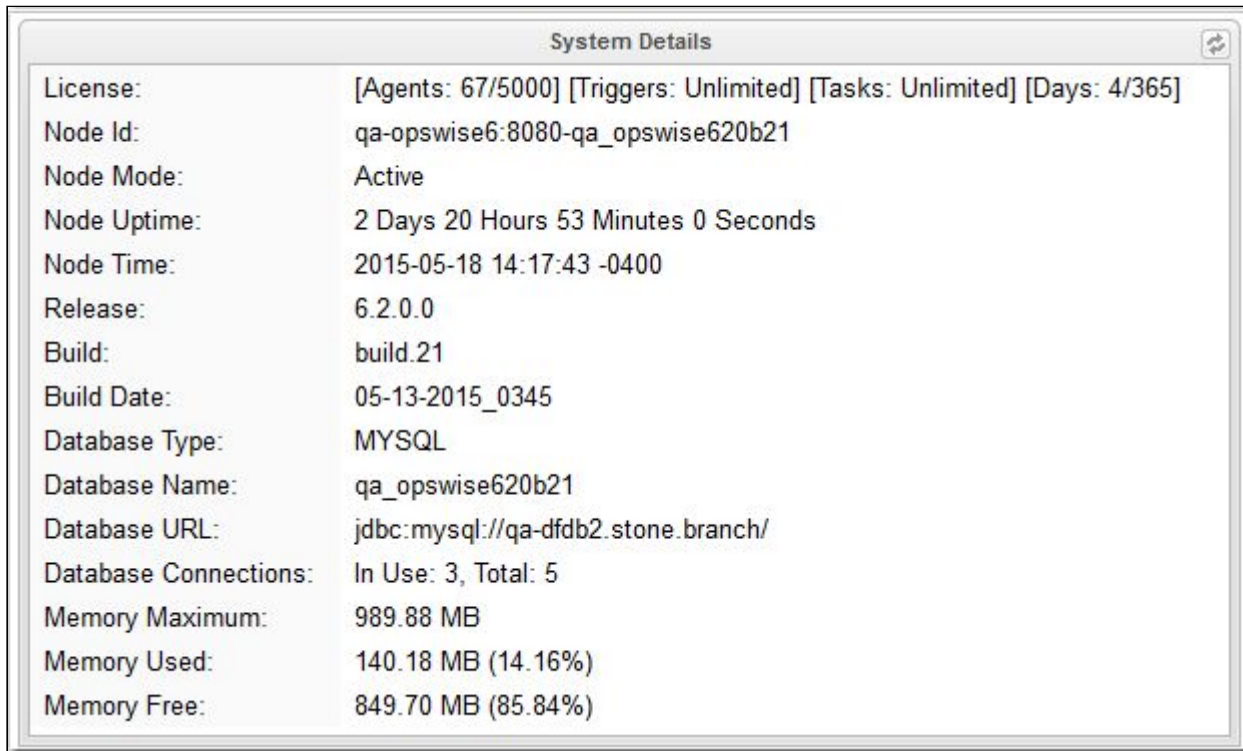 System Details
License: [Agents: 67/5000] [Triggers: Unlimited] [Tasks: Unlimited] [Days: 4/365]
Node Id: qa-opswise6:8080-qa_opswise620b21
Node Mode: Active
Node Uptime: 2 Days 20 Hours 53 Minutes 0 Seconds
Node Time: 2015-05-18 14:17:43 -0400
Release: 6.2.0.0
Build: build.21
Build Date: 05-13-2015_0345
Database Type: MYSQL
Database Name: qa_opswise620b21
Database URL: jdbc:mysql://qa-dfdb2.stone.branch/
Database Connections: In Use: 3, Total: 5
Memory Maximum: 989.88 MB
Memory Used: 140.18 MB (14.16%)
Memory Free: 849.70 MB (85.84%)